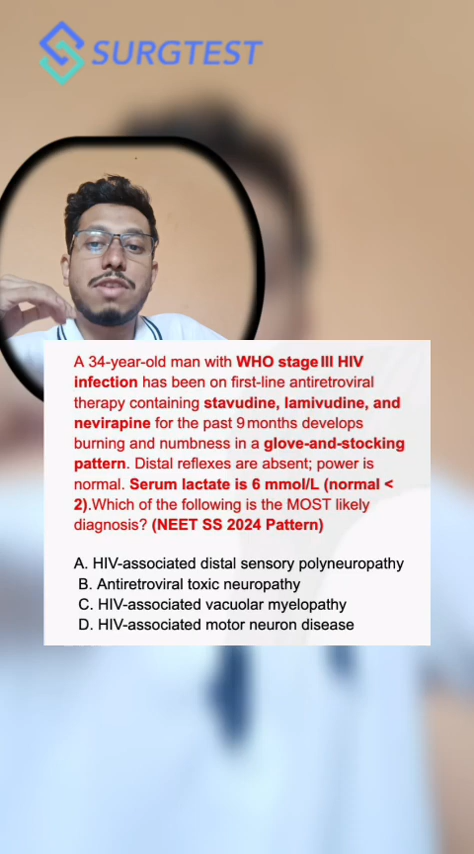 SURGTEST
A 34-year-old man with WHO stage III HIV
infection has been on first-line antiretroviral
therapy containing stavudine, lamivudine, and
nevirapine for the past 9 months develops
burning and numbness in a glove-and-stocking
pattern. Distal reflexes are absent; power is
normal. Serum lactate is 6 mmol/L (normal <
2).Which of the following is the MOST likely
diagnosis? (NEET SS 2024 Pattern)
A. HIV-associated distal sensory polyneuropathy
B. Antiretroviral toxic neuropathy
C. HIV-associated vacuolar myelopathy
D. HIV-associated motor neuron disease